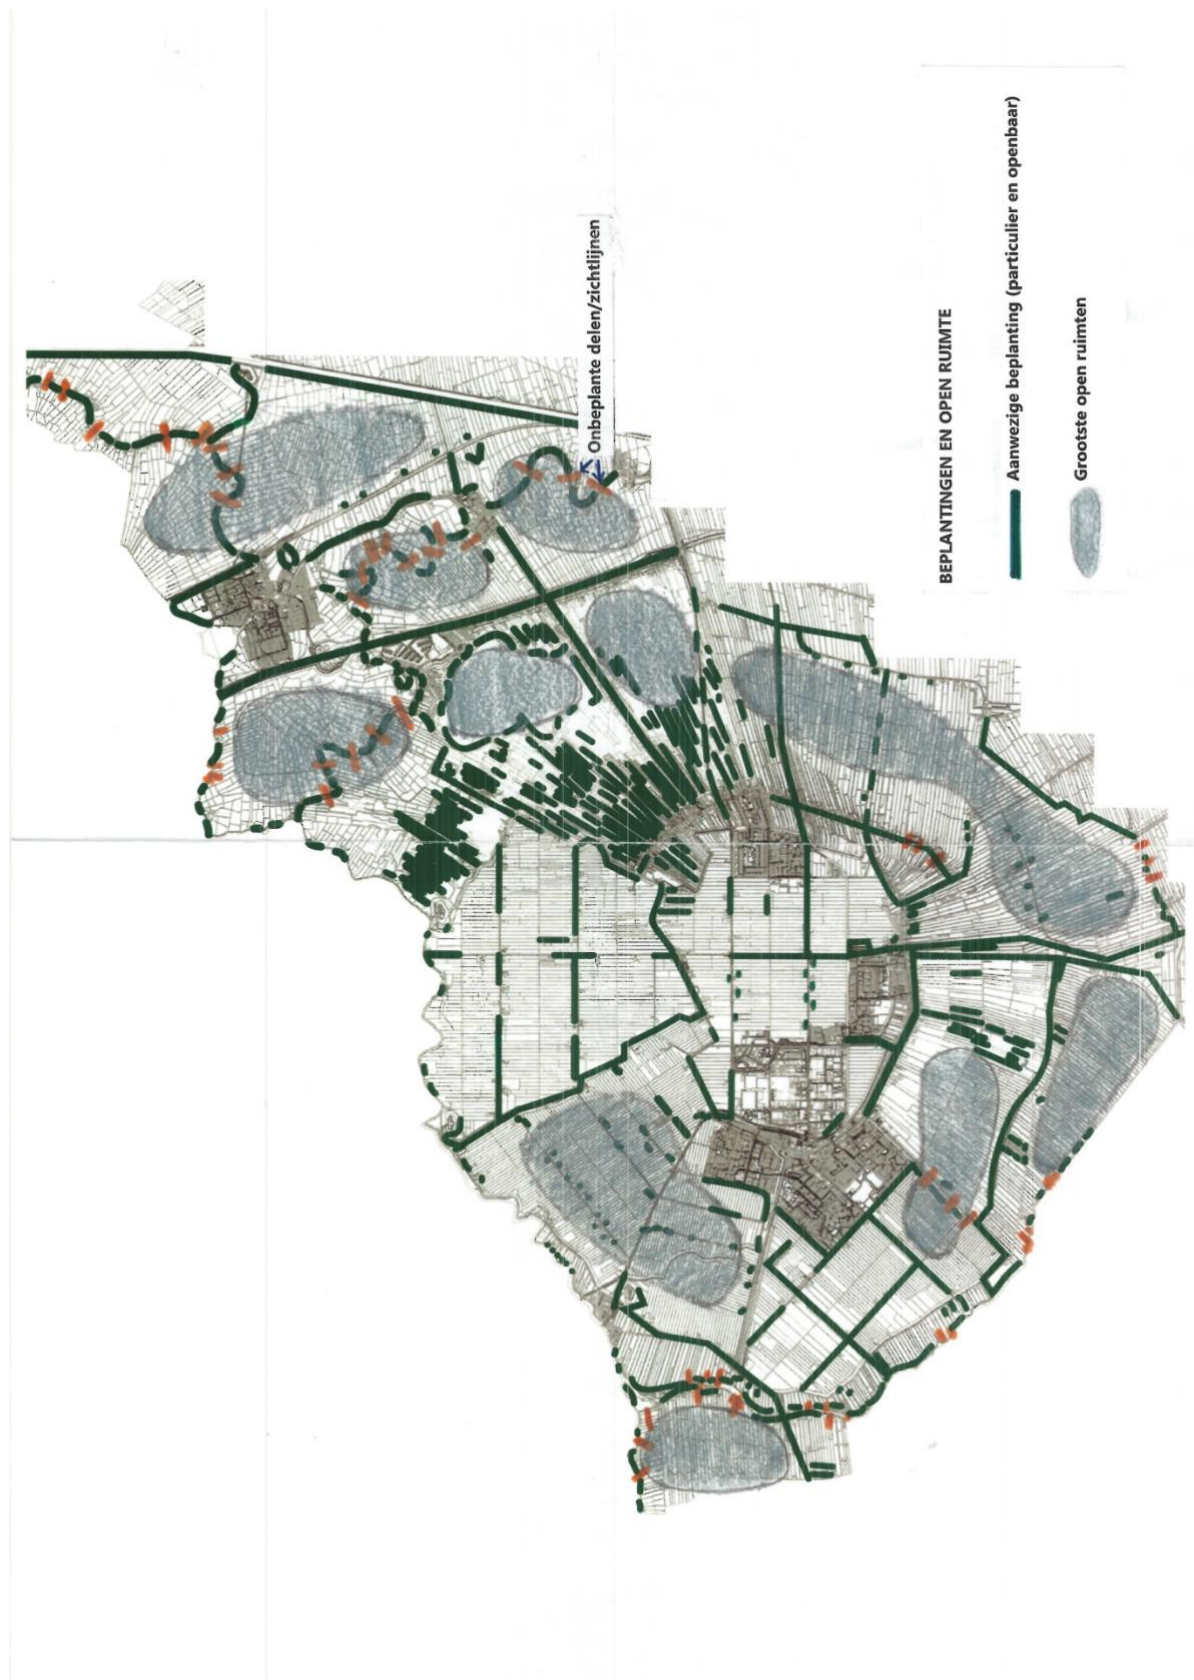 Onbeplante delen/zichtlijnen
BEPLANTINGEN EN OPEN RUIMTE
Aanwezige beplanting (particulier en openbaar)
Grootste open ruimten